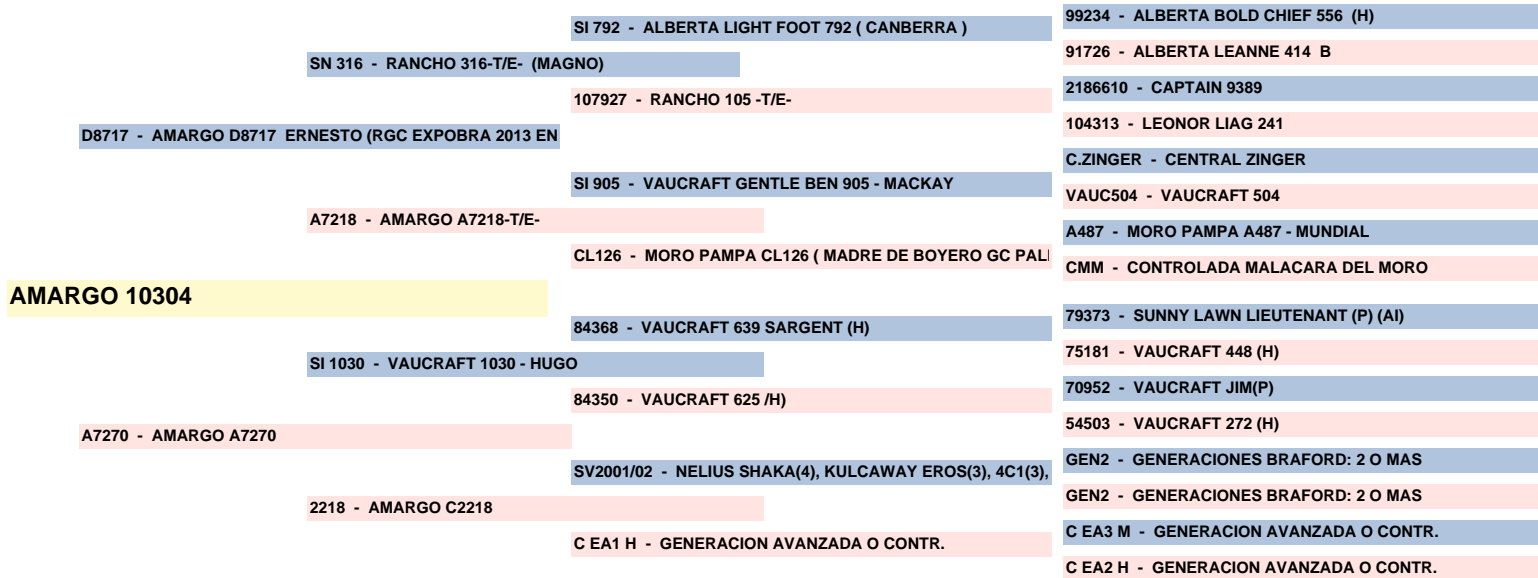 99234 - ALBERTA BOLD CHIEF 556 (H)
SI 792 - ALBERTA LIGHT FOOT 792 ( CANBERRA )
91726 - ALBERTA LEANNE 414 B
SN 316 - RANCHO 316-T/E- (MAGNO)
2186610 - CAPTAIN 9389
107927 - RANCHO 105 -T/E-
104313 - LEONOR LIAG 241
D8717 - AMARGO D8717 ERNESTO (RGC EXPOBRA 2013 EN
C.ZINGER - CENTRAL ZINGER
SI 905 - VAUCRAFT GENTLE BEN 905 - MACKAY
VAUC504 - VAUCRAFT 504
A7218 - AMARGO A7218-T/E-
A487 - MORO PAMPA A487 - MUNDIAL
CL126 - MORO PAMPA CL126 ( MADRE DE BOYERO GC PAL
CMM - CONTROLADA MALACARA DEL MORO
AMARGO 10304
79373 - SUNNY LAWN LIEUTENANT (P) (AI)
84368 - VAUCRAFT 639 SARGENT (H)
75181 - VAUCRAFT 448 (H)
SI 1030 - VAUCRAFT 1030 - HUGO
70952 - VAUCRAFT JIM(P)
84350 - VAUCRAFT 625 /H)
54503 - VAUCRAFT 272 (H)
A7270 - AMARGO A7270
GEN2 - GENERACIONES BRAFORD: 2 O MAS
SV2001/02 - NELIUS SHAKA(4), KULCAWAY EROS(3), 4C1(3),
GEN2 - GENERACIONES BRAFORD: 2 O MAS
2218 - AMARGO C2218
C EA3 M - GENERACION AVANZADA O CONTR.
C EA1 H - GENERACION AVANZADA O CONTR.
C EA2 H - GENERACION AVANZADA O CONTR.